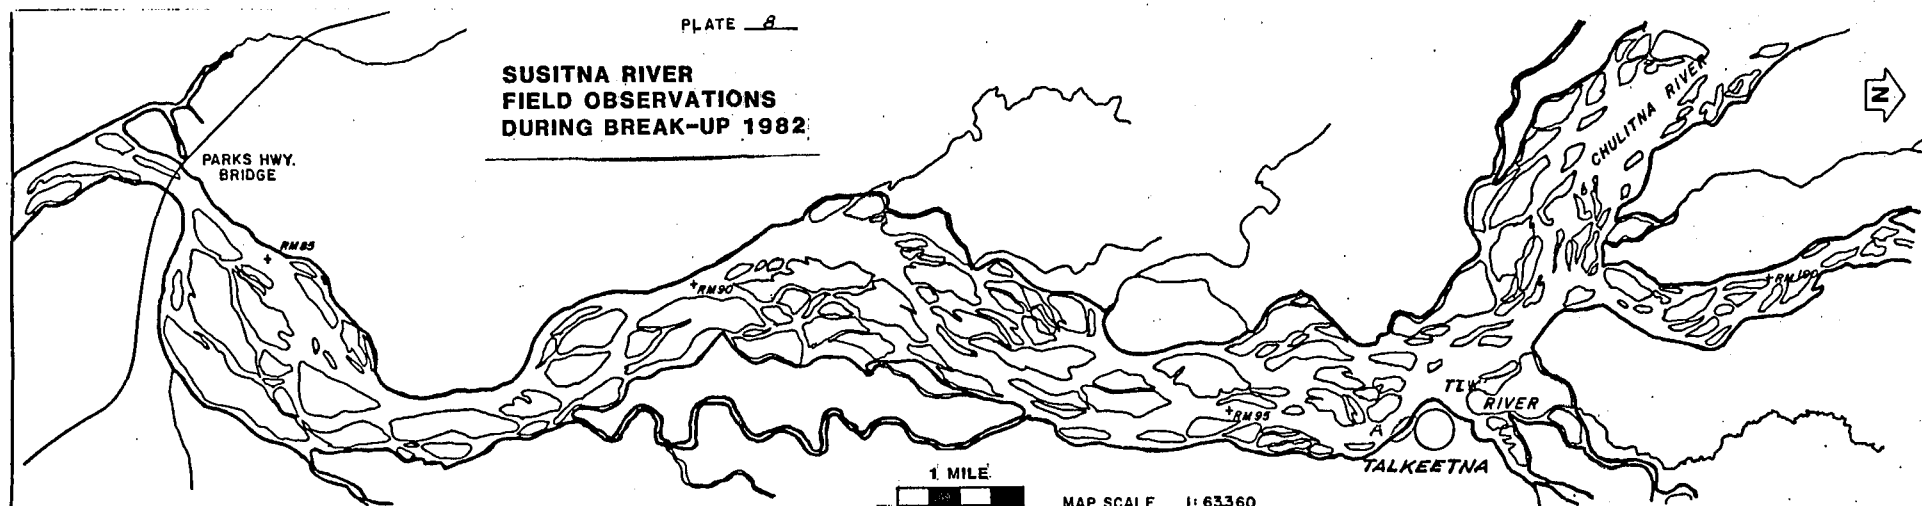 PLATE 8
SUSITNA RIVER
FIELD OBSERVATIONS
DURING BREAK-UP 1982
N
CHULITNA RIVER
PARKS HWY.
BRIDGE
RM 85
RM 90
RM 100
RIVER
RM 95
A
TALKEETNA
1 MILE
MAP SCALE 1:63360